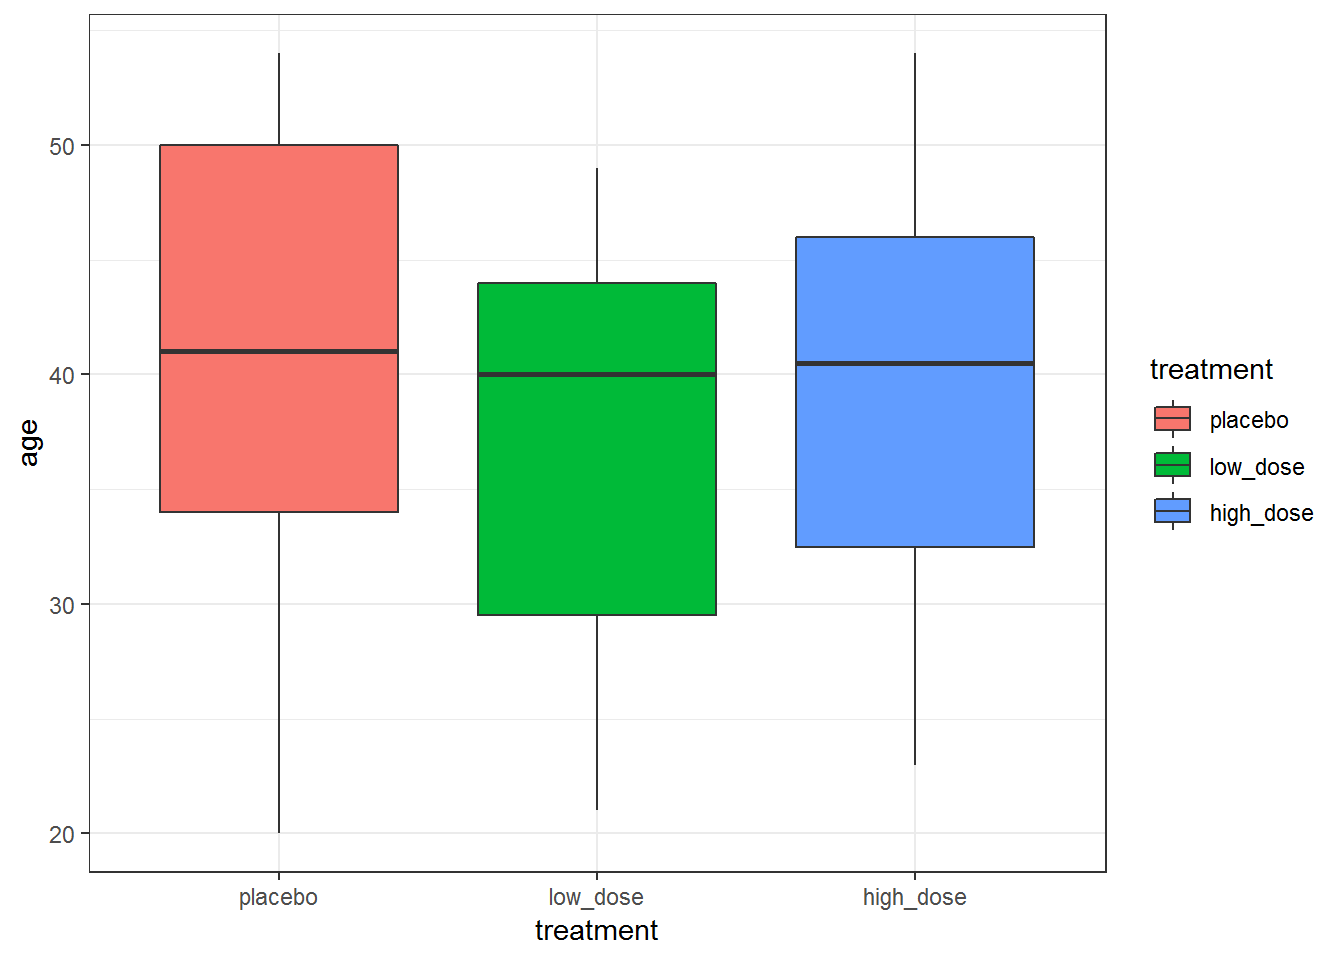 age
50
40
30
20
placebo
low_dose
high_dose
treatment
treatment
placebo
low_dose
high_dose